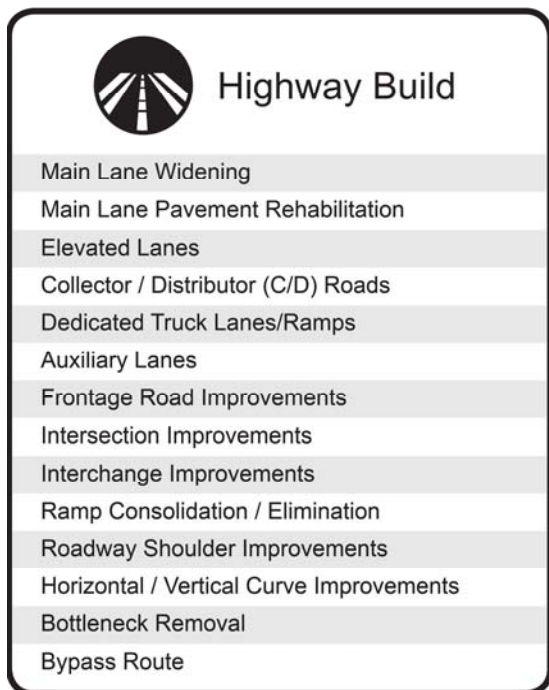 Highway Build
Main Lane Widening
Main Lane Pavement Rehabilitation
Elevated Lanes
Collector / Distributor (C/D) Roads
Dedicated Truck Lanes/Ramps
Auxiliary Lanes
Frontage Road Improvements
Intersection Improvements
Interchange Improvements
Ramp Consolidation / Elimination
Roadway Shoulder Improvements
Horizontal / Vertical Curve Improvements
Bottleneck Removal
Bypass Route